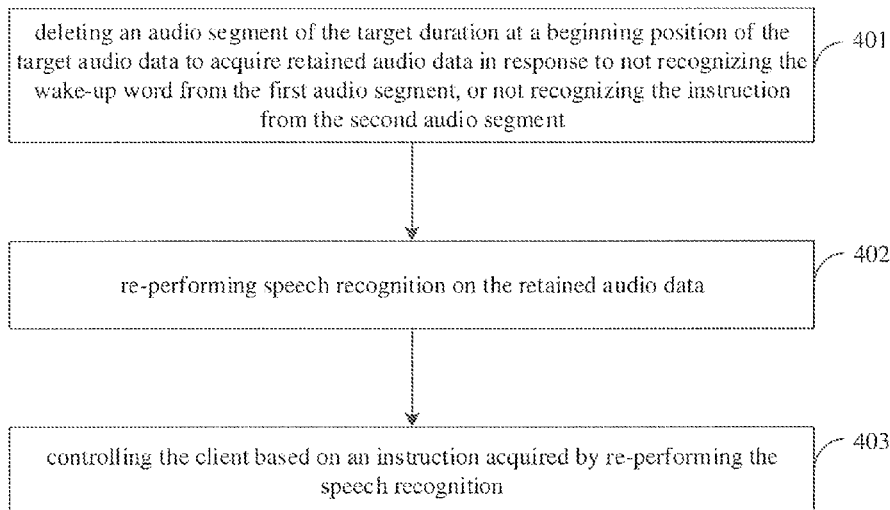 deleting an audio segment of the target duration at a beginning position of the
target audio data to acquire retained audio data in response to not recognizing the
wake-up word from the first audio segment, or not recognizing the instruction
from the second audio segment
401
re-performing speech recognition on the retained audio data
402
controlling the client based on an instruction acquired by re-performing the
speech recognition
403